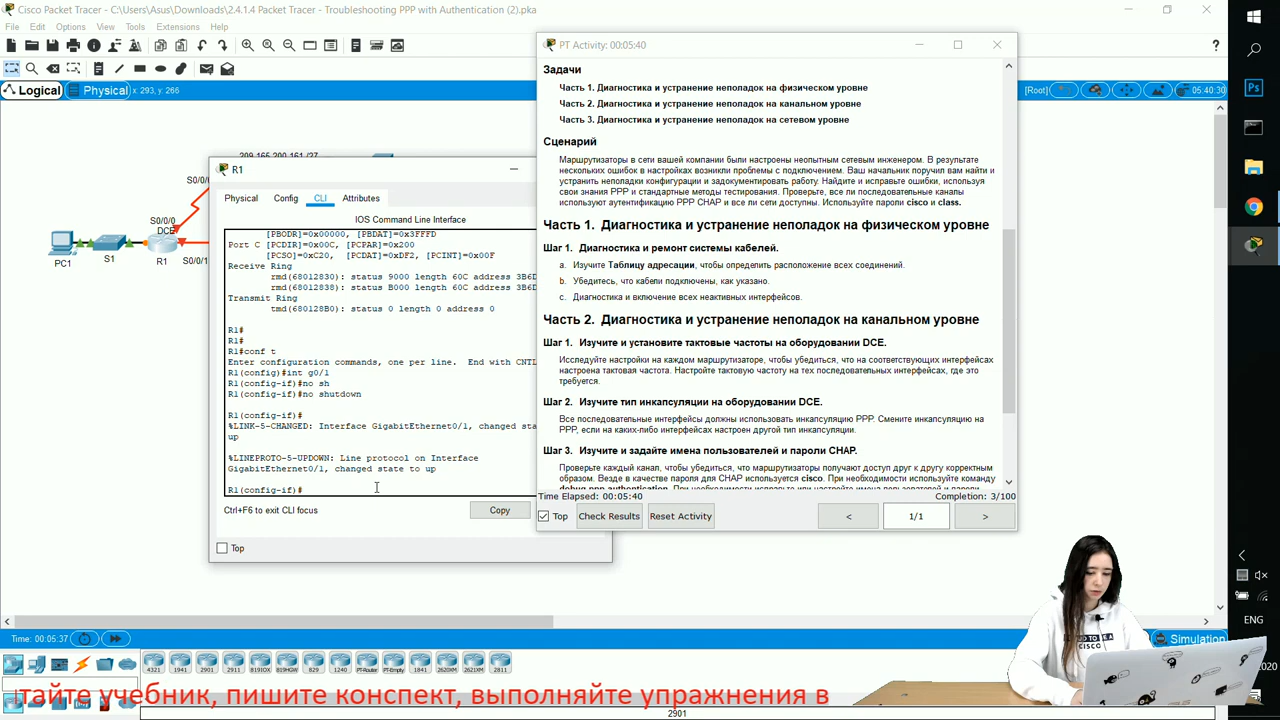 Cisco Packet Tracer - C:\Users\Asus\Downloads\2.4.1.4 Packet Tracer - Troubleshooting PPP with Authentication (2).pka
File Edit Options View Tools Extensions Help
Logical Physical x: 293, y: 266
[Root] 05:40:30
209.165.200.161 /27
S0/0/0
S0/0/0
DCE
PC1 S1 R1 S0/0/1
R1
Physical Config CLI Attributes
IOS Command Line Interface
[PBODR]=0x00000, [PBDAT]=0x3FFFD
Port C [PCDIR]=0x00C, [PCPAR]=0x200
[PCSO]=0xC20, [PCDAT]=0xDF2, [PCINT]=0x00F
Receive Ring
rmd(68012830): status 9000 length 60C address 3B6D
rmd(68012838): status B000 length 60C address 3B6D
Transmit Ring
tmd(680128B0): status 0 length 0 address 0
R1#
R1#
R1#conf t
Enter configuration commands, one per line. End with CNTL
R1(config)#int g0/1
R1(config-if)#no sh
R1(config-if)#no shutdown
R1(config-if)#
%LINK-5-CHANGED: Interface GigabitEthernet0/1, changed sta
up
%LINEPROTO-5-UPDOWN: Line protocol on Interface
GigabitEthernet0/1, changed state to up
R1(config-if)#
Ctrl+F6 to exit CLI focus
Copy
Top
PT Activity: 00:05:40
Задачи
Часть 1. Диагностика и устранение неполадок на физическом уровне
Часть 2. Диагностика и устранение неполадок на канальном уровне
Часть 3. Диагностика и устранение неполадок на сетевом уровне
Сценарий
Маршрутизаторы в сети вашей компании были настроены неопытным сетевым инженером. В результате
нескольких ошибок в настройках возникли проблемы с подключением. Ваш начальник поручил вам найти и
устранить неполадки конфигурации и задокументировать работу. Найдите и исправьте ошибки, используя
свои знания PPP и стандартные методы тестирования. Проверьте, все ли последовательные каналы
используют аутентификацию PPP CHAP и все ли сети доступны. Используйте пароли cisco и class.
Часть 1. Диагностика и устранение неполадок на физическом уровне
Шаг 1. Диагностика и ремонт системы кабелей.
a. Изучите Таблицу адресации, чтобы определить расположение всех соединений.
b. Убедитесь, что кабели подключены, как указано.
c. Диагностика и включение всех неактивных интерфейсов.
Часть 2. Диагностика и устранение неполадок на канальном уровне
Шаг 1. Изучите и установите тактовые частоты на оборудовании DCE.
Исследуйте настройки на каждом маршрутизаторе, чтобы убедиться, что на соответствующих интерфейсах
настроена тактовая частота. Настройте тактовую частоту на тех последовательных интерфейсах, где это
требуется.
Шаг 2. Изучите тип инкапсуляции на оборудовании DCE.
Все последовательные интерфейсы должны использовать инкапсуляцию PPP. Смените инкапсуляцию на
PPP, если на каких-либо интерфейсах настроен другой тип инкапсуляции.
Шаг 3. Изучите и задайте имена пользователей и пароли CHAP.
Проверьте каждый канал, чтобы убедиться, что маршрутизаторы получают доступ друг к другу корректным
образом. Везде в качестве пароля для CHAP используется cisco. При необходимости используйте команду
debug ppp authentication. При необходимости исправьте или настройте имена пользователей и пароли
Time Elapsed: 00:05:40 Completion: 3/100
Top Check Results Reset Activity < 1/1 >
Time: 00:05:37
Simulation
ENG
4321 1941 2901 2911 819IOX 819HGW 829 1240 PT-Router PT-Empty 1841 2620XM 2621XM 2811
тайте учебник, пишите конспект, выполняйте упражнения в
2901
CISCO